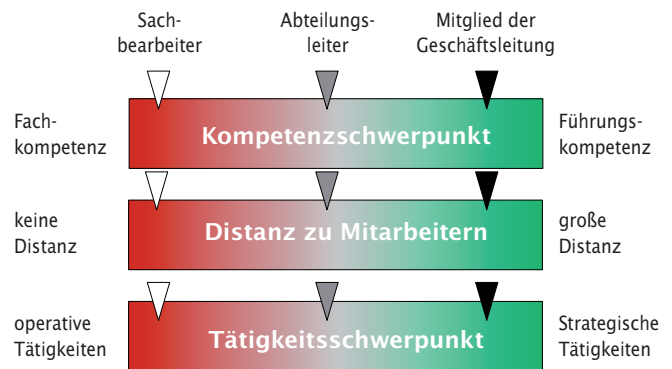 Sach-
bearbeiter
Abteilungs-
leiter
Mitglied der
Geschäftsleitung
Fach-
kompetenz
Kompetenzschwerpunkt
Führungs-
kompetenz
keine
Distanz
Distanz zu Mitarbeitern
große
Distanz
operative
Tätigkeiten
Tätigkeitsschwerpunkt
Strategische
Tätigkeiten